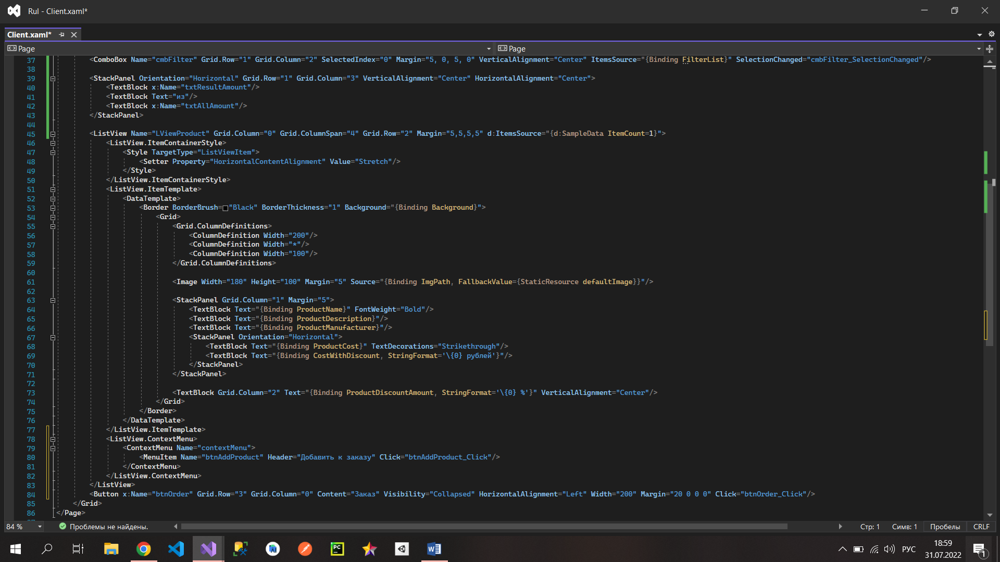 Rul - Client.xaml*
Client.xaml*
Page
Page
37 <ComboBox Name="cmbFilter" Grid.Row="1" Grid.Column="2" SelectedIndex="0" Margin="5, 0, 5, 0" VerticalAlignment="Center" ItemsSource="{Binding FilterList}" SelectionChanged="cmbFilter_SelectionChanged"/>
38
39 <StackPanel Orientation="Horizontal" Grid.Row="1" Grid.Column="3" VerticalAlignment="Center" HorizontalAlignment="Center">
40 <TextBlock x:Name="txtResultAmount"/>
41 <TextBlock Text="из"/>
42 <TextBlock x:Name="txtAllAmount"/>
43 </StackPanel>
44
45 <ListView Name="LViewProduct" Grid.Column="0" Grid.ColumnSpan="4" Grid.Row="2" Margin="5,5,5,5" d:ItemsSource="{d:SampleData ItemCount=1}">
46 <ListView.ItemContainerStyle>
47 <Style TargetType="ListViewItem">
48 <Setter Property="HorizontalContentAlignment" Value="Stretch"/>
49 </Style>
50 </ListView.ItemContainerStyle>
51 <ListView.ItemTemplate>
52 <DataTemplate>
53 <Border BorderBrush="Black" BorderThickness="1" Background="{Binding Background}">
54 <Grid>
55 <Grid.ColumnDefinitions>
56 <ColumnDefinition Width="200"/>
57 <ColumnDefinition Width="*"/>
58 <ColumnDefinition Width="100"/>
59 </Grid.ColumnDefinitions>
60
61 <Image Width="180" Height="100" Margin="5" Source="{Binding ImgPath, FallbackValue={StaticResource defaultImage}}"/>
62
63 <StackPanel Grid.Column="1" Margin="5">
64 <TextBlock Text="{Binding ProductName}" FontWeight="Bold"/>
65 <TextBlock Text="{Binding ProductDescription}"/>
66 <TextBlock Text="{Binding ProductManufacturer}"/>
67 <StackPanel Orientation="Horizontal">
68 <TextBlock Text="{Binding ProductCost}" TextDecorations="Strikethrough"/>
69 <TextBlock Text="{Binding CostWithDiscount, StringFormat='\{0} рублей'}"/>
70 </StackPanel>
71 </StackPanel>
72
73 <TextBlock Grid.Column="2" Text="{Binding ProductDiscountAmount, StringFormat='\{0} %'}" VerticalAlignment="Center"/>
74 </Grid>
75 </Border>
76 </DataTemplate>
77 </ListView.ItemTemplate>
78 <ListView.ContextMenu>
79 <ContextMenu Name="contextMenu">
80 <MenuItem Name="btnAddProduct" Header="Добавить к заказу" Click="btnAddProduct_Click"/>
81 </ContextMenu>
82 </ListView.ContextMenu>
83 </ListView>
84 <Button x:Name="btnOrder" Grid.Row="3" Grid.Column="0" Content="Заказ" Visibility="Collapsed" HorizontalAlignment="Left" Width="200" Margin="20 0 0 0" Click="btnOrder_Click"/>
85 </Grid>
86 </Page>
84 % Проблемы не найдены. Стр: 1 Симв: 1 Пробелы CRLF
PC
РУС
18:59
31.07.2022
1